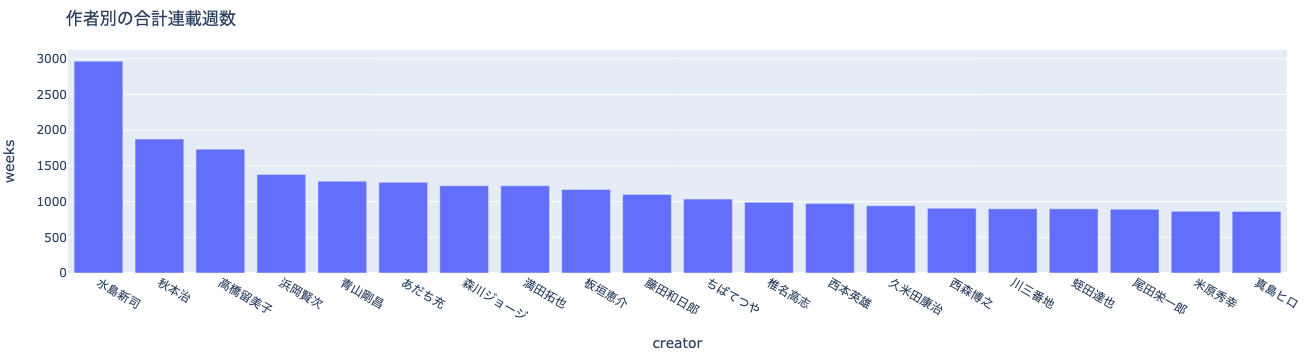 作者別の合計連載週数
weeks
3000
2500
2000
1500
1000
500
0
水島新司
秋本治
高橋留美子
浜岡賢次
青山剛昌
あだち充
森川ジョージ
満田拓也
板垣恵介
藤田和日郎
ちばてつや
椎名高志
西本英雄
久米田康治
西森博之
川三番地
蛭田達也
尾田栄一郎
米原秀幸
真島ヒロ
creator